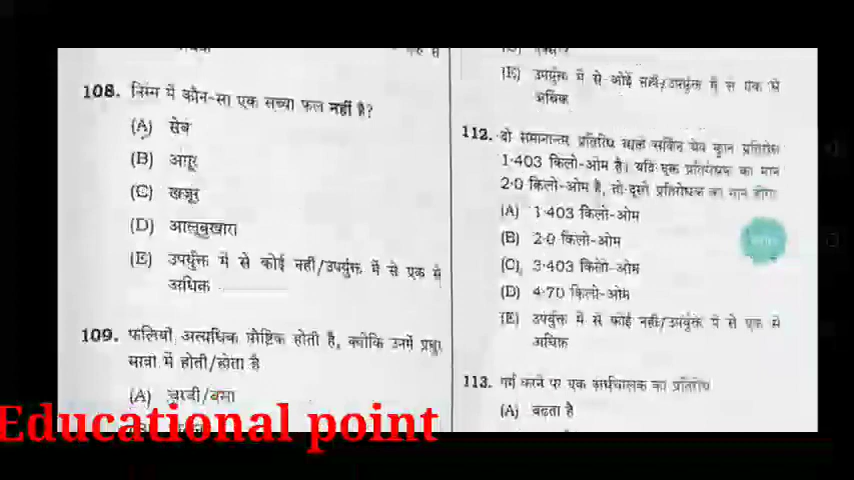 108. निम्न में कौन-सा एक सच्चा फल नहीं है?
(A) सेब
(B) अंगूर
(C) खजूर
(D) आलूबुखारा
(E) उपर्युक्त में से कोई नहीं/उपर्युक्त में से एक से
अधिक
109. फलियाँ अत्यधिक पौष्टिक होती हैं, क्योंकि उनमें प्रचुर
मात्रा में होती/होता है
(A) चरबी/वसा
(E) उपर्युक्त में से कोई नहीं/उपर्युक्त में से एक से
अधिक
112. दो समानान्तर प्रतिरोध वाले सर्किट का कुल प्रतिरोध
1·403 किलो-ओम है। यदि एक प्रतिरोधक का मान
2·0 किलो-ओम है, तो दूसरे प्रतिरोधक का मान होगा
(A) 1·403 किलो-ओम
(B) 2·0 किलो-ओम
(C) 3·403 किलो-ओम
(D) 4·70 किलो-ओम
(E) उपर्युक्त में से कोई नहीं/उपर्युक्त में से एक से
अधिक
113. गर्म करने पर एक अर्धचालक का प्रतिरोध
(A) बढ़ता है
Educational point